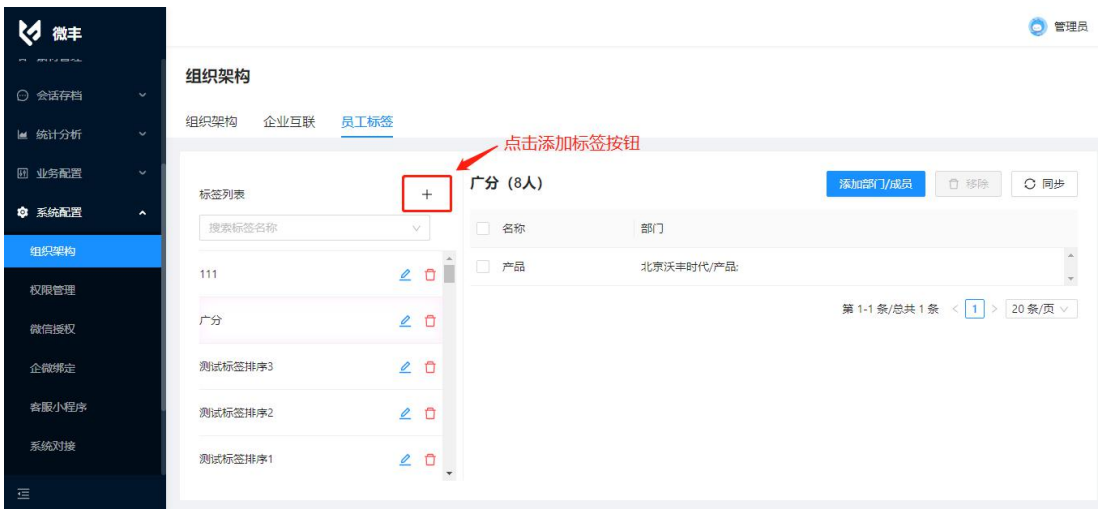 微丰
管理员
会话存档
统计分析
业务配置
系统配置
组织架构
权限管理
微信授权
企微绑定
客服小程序
系统对接
组织架构
组织架构 企业互联 员工标签
点击添加标签按钮
标签列表 +
搜索标签名称
111
广分
测试标签排序3
测试标签排序2
测试标签排序1
广分（8人）
添加部门/成员 移除 同步
名称 部门
产品 北京沃丰时代/产品;
第 1-1 条/总共 1 条 < 1 > 20 条/页